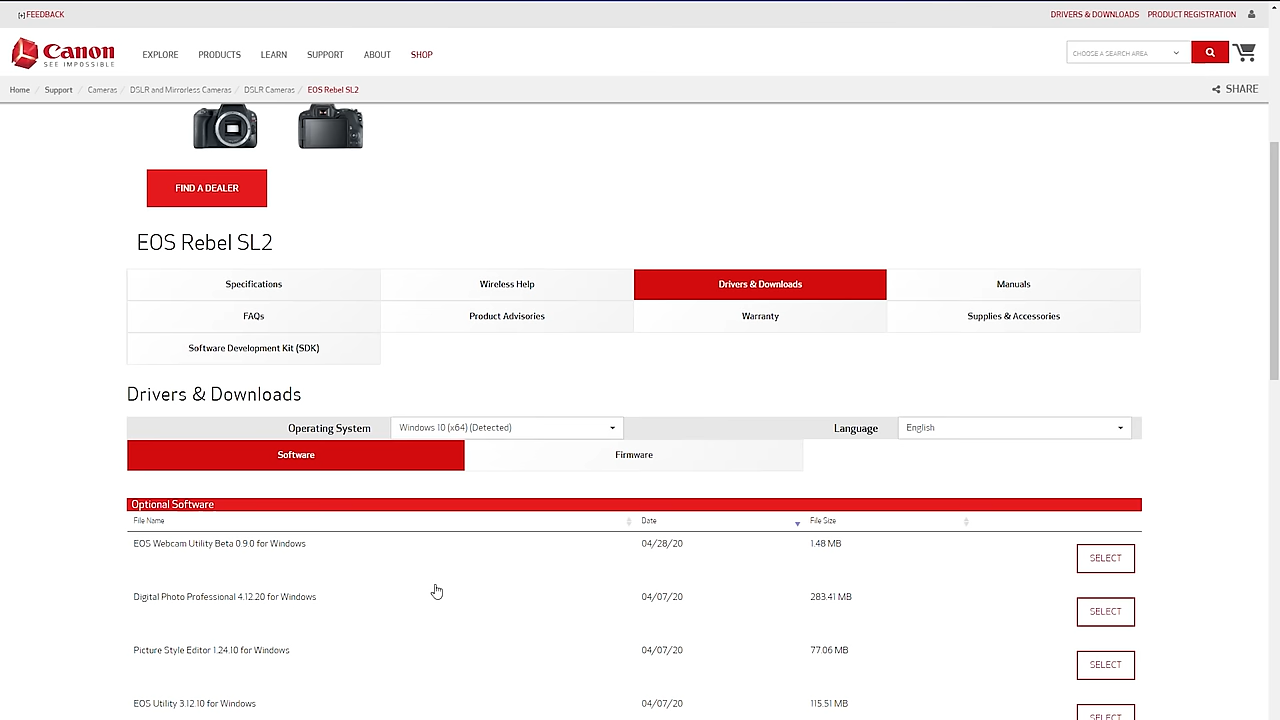 [+] FEEDBACK
DRIVERS & DOWNLOADS PRODUCT REGISTRATION
Canon
SEE IMPOSSIBLE
EXPLORE PRODUCTS LEARN SUPPORT ABOUT SHOP
CHOOSE A SEARCH AREA
Home / Support / Cameras / DSLR and Mirrorless Cameras / DSLR Cameras / EOS Rebel SL2
SHARE
FIND A DEALER
EOS Rebel SL2
Specifications Wireless Help Drivers & Downloads Manuals
FAQs Product Advisories Warranty Supplies & Accessories
Software Development Kit (SDK)
Drivers & Downloads
Operating System Windows 10 (x64) (Detected) Language English
Software Firmware
Optional Software
File Name Date File Size
EOS Webcam Utility Beta 0.9.0 for Windows 04/28/20 1.48 MB SELECT
Digital Photo Professional 4.12.20 for Windows 04/07/20 283.41 MB SELECT
Picture Style Editor 1.24.10 for Windows 04/07/20 77.06 MB SELECT
EOS Utility 3.12.10 for Windows 04/07/20 115.51 MB SELECT